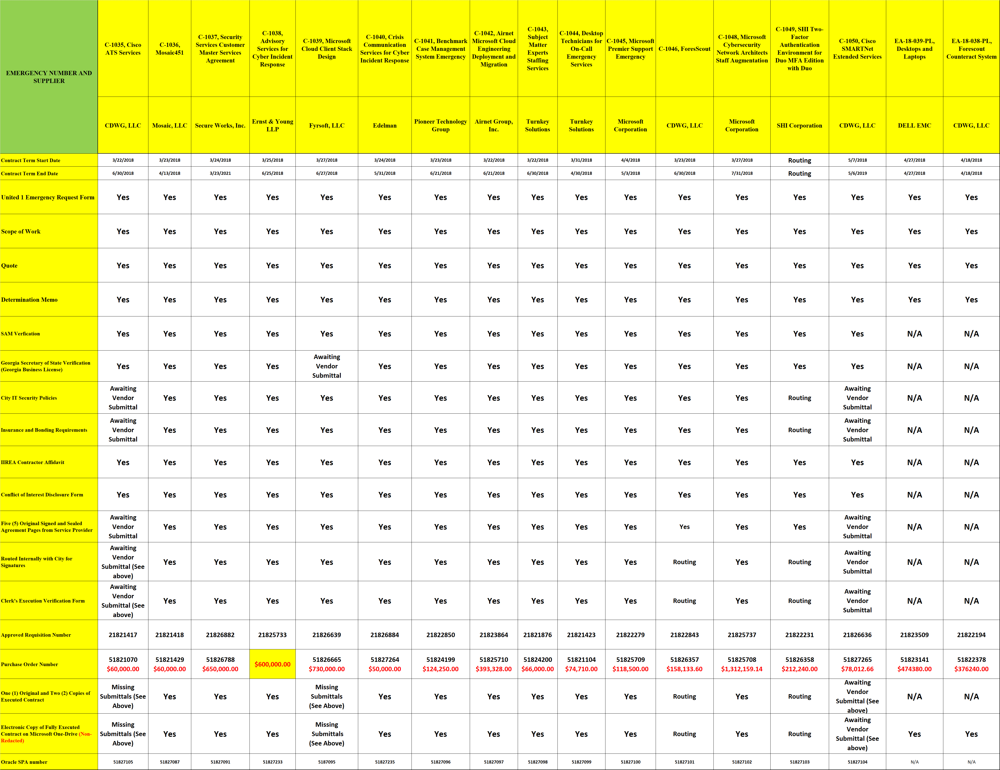 EMERGENCY NUMBER AND
SUPPLIER
C-1035, Cisco
ATS Services
C-1036,
Mosaic451
C-1037, Security
Services Customer
Master Services
Agreement
C-1038,
Advisory
Services for
Cyber Incident
Response
C-1039, Microsoft
Cloud Client Stack
Design
C-1040, Crisis
Communication
Services for Cyber
Incident Response
C-1041, Benchmark
Case Management
System Emergency
C-1042, Airnet
Microsoft Cloud
Engineering
Deployment and
Migration
C-1043,
Subject
Matter
Experts
Staffing
Services
C-1044, Desktop
Technicians for
On-Call
Emergency
Services
C-1045, Microsoft
Premier Support
Emergency
C-1046, ForesScout
C-1048, Microsoft
Cybersecurity
Network Architects
Staff Augmentation
C-1049, SHI Two-
Factor
Authentication
Environment for
Duo MFA Edition
with Duo
C-1050, Cisco
SMARTNet
Extended Services
EA-18-039-PL,
Desktops and
Laptops
EA-18-038-PL,
Forescout
Counteract System
CDWG, LLC
Mosaic, LLC
Secure Works, Inc.
Ernst & Young
LLP
Fyrsoft, LLC
Edelman
Pioneer Technology
Group
Airnet Group,
Inc.
Turnkey
Solutions
Turnkey
Solutions
Microsoft
Corporation
CDWG, LLC
Microsoft
Corporation
SHI Corporation
CDWG, LLC
DELL EMC
CDWG, LLC
Contract Term Start Date 3/22/2018 3/23/2018 3/24/2018 3/25/2018 3/27/2018 3/24/2018 3/23/2018 3/22/2018 3/22/2018 3/31/2018 4/4/2018 3/23/2018 3/27/2018 Routing 5/7/2018 4/27/2018 4/18/2018
Contract Term End Date 6/30/2018 4/13/2018 3/23/2021 6/25/2018 6/27/2018 5/31/2018 6/21/2018 6/21/2018 6/30/2018 4/30/2018 5/3/2018 6/30/2018 7/31/2018 Routing 5/6/2019 4/27/2018 4/18/2018
United 1 Emergency Request Form Yes Yes Yes Yes Yes Yes Yes Yes Yes Yes Yes Yes Yes Yes Yes Yes Yes
Scope of Work Yes Yes Yes Yes Yes Yes Yes Yes Yes Yes Yes Yes Yes Yes Yes Yes Yes
Quote Yes Yes Yes Yes Yes Yes Yes Yes Yes Yes Yes Yes Yes Yes Yes Yes Yes
Determination Memo Yes Yes Yes Yes Yes Yes Yes Yes Yes Yes Yes Yes Yes Yes Yes Yes Yes
SAM Verfication Yes Yes Yes Yes Yes Yes Yes Yes Yes Yes Yes Yes Yes Yes Yes N/A N/A
Georgia Secretary of State Verification
(Georgia Business License)
Yes Yes Yes Yes
Awaiting
Vendor
Submittal
Yes Yes Yes Yes Yes Yes Yes Yes Yes Yes N/A N/A
City IT Security Policies
Awaiting
Vendor
Submittal
Yes Yes Yes Yes Yes Yes Yes Yes Yes Yes Yes Yes Routing
Awaiting
Vendor
Submittal
N/A N/A
Insurance and Bonding Requirements
Awaiting
Vendor
Submittal
Yes Yes Yes Yes Yes Yes Yes Yes Yes Yes Yes Yes Routing
Awaiting
Vendor
Submittal
N/A N/A
IIREA Contractor Affidavit Yes Yes Yes Yes Yes Yes Yes Yes Yes Yes Yes Yes Yes Yes Yes N/A N/A
Conflict of Interest Disclosure Form Yes Yes Yes Yes Yes Yes Yes Yes Yes Yes Yes Yes Yes Yes Yes N/A N/A
Five (5) Original Signed and Sealed
Agreement Pages from Service Provider
Awaiting
Vendor
Submittal
Yes Yes Yes Yes Yes Yes Yes Yes Yes Yes Yes Yes Yes
Awaiting
Vendor
Submittal
N/A N/A
Routed Internally with City for
Signatures
Awaiting
Vendor
Submittal (See
above)
Yes Yes Yes Yes Yes Yes Yes Yes Yes Yes Routing Yes Routing
Awaiting
Vendor
Submittal
N/A N/A
Clerk's Execution Verification Form
Awaiting
Vendor
Submittal (See
above)
Yes Yes Yes Yes Yes Yes Yes Yes Yes Yes Routing Yes Routing
Awaiting
Vendor
Submittal
N/A N/A
Approved Requisition Number 21821417 21821418 21826882 21825733 21826639 21826884 21822850 21823864 21821876 21821423 21822279 21822843 21825737 21822231 21826636 21823509 21822194
Purchase Order Number
51821070
$60,000.00
51821429
$60,000.00
51826788
$650,000.00
$600,000.00
51826665
$730,000.00
51827264
$50,000.00
51824199
$124,250.00
51825710
$393,328.00
51824200
$66,000.00
51821104
$74,710.00
51825709
$118,500.00
51826357
$158,133.60
51825708
$1,312,159.14
51826358
$212,240.00
51827265
$78,012.66
51823141
$474380.00
51822378
$376240.00
One (1) Original and Two (2) Copies of
Executed Contract
Missing
Submittals (See
Above)
Yes Yes Yes
Missing
Submittals
(See Above)
Yes Yes Yes Yes Yes Yes Routing Yes Routing
Awaiting
Vendor
Submittal (See
above)
N/A N/A
Electronic Copy of Fully Executed
Contract on Microsoft One-Drive (Non-
Redacted)
Missing
Submittals (See
Above)
Yes Yes Yes
Missing
Submittals
(See Above)
Yes Yes Yes Yes Yes Yes Routing Yes Routing
Awaiting
Vendor
Submittal (See
above)
Yes Yes
Oracle SPA number 51827105 51827087 51827091 51827233 5187095 51827235 51827096 51827097 51827098 51827099 51827100 51827101 51827102 51827103 51827104 N/A N/A